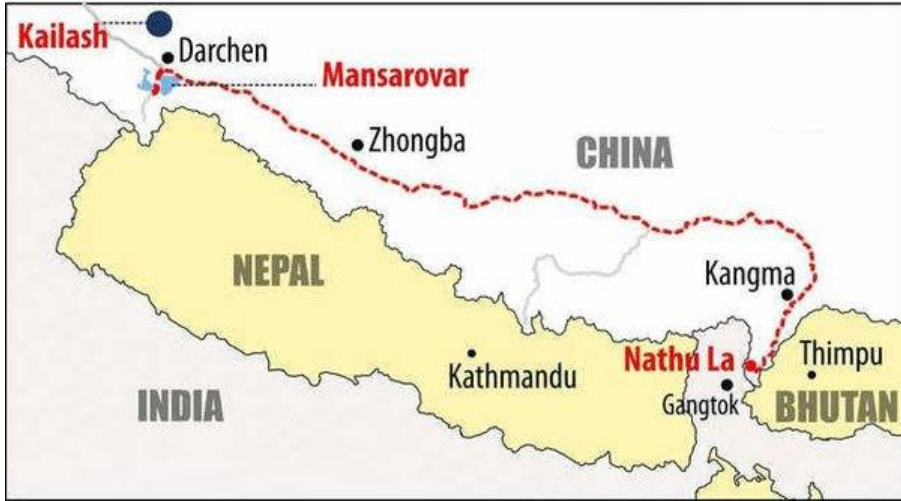 Kailash
Darchen
Mansarovar
Zhongba
CHINA
NEPAL
Kangma
Nathu La
Thimpu
Kathmandu
INDIA
Gangtok
BHUTAN